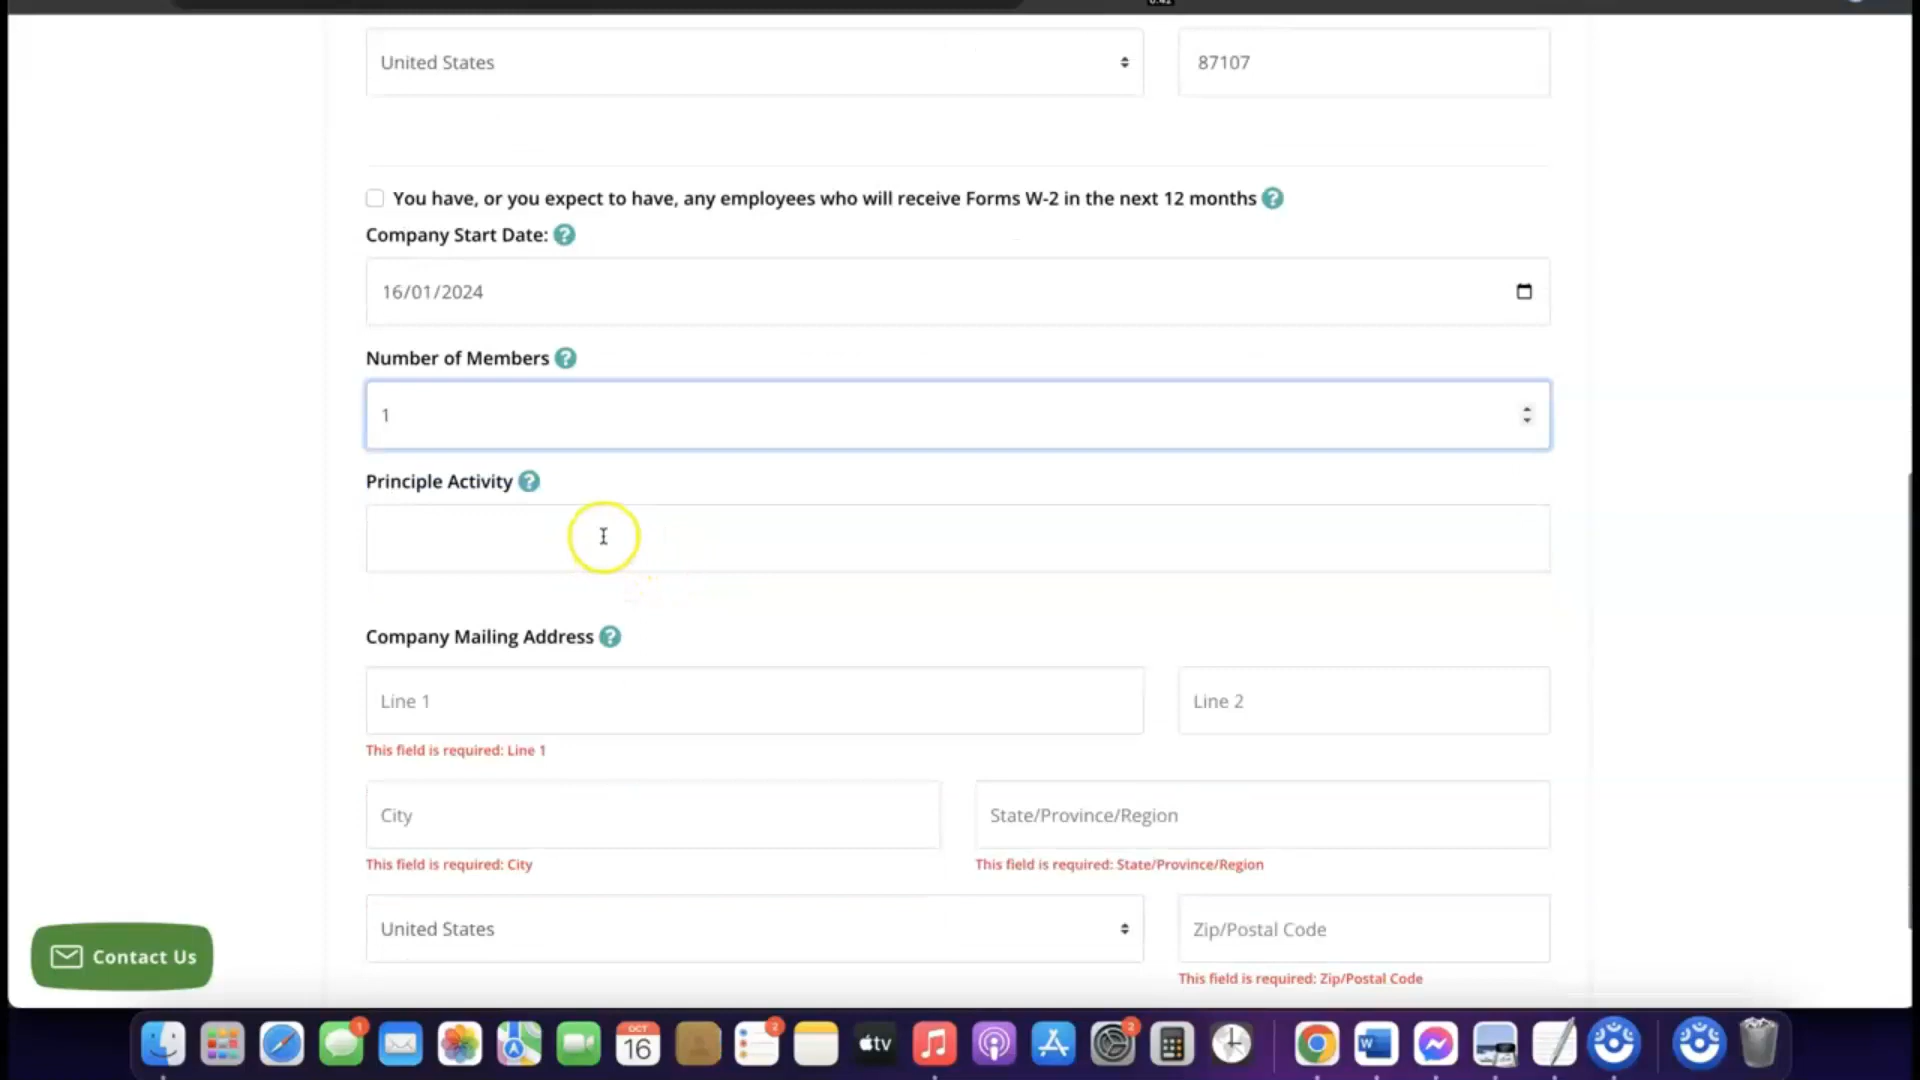 United States
87107
You have, or you expect to have, any employees who will receive Forms W-2 in the next 12 months ?
Company Start Date: ?
16/01/2024
Number of Members ?
1
Principle Activity ?
Company Mailing Address ?
Line 1
Line 2
This field is required: Line 1
City
State/Province/Region
This field is required: City
This field is required: State/Province/Region
United States
Zip/Postal Code
This field is required: Zip/Postal Code
Contact Us
1
OCT
16
2
tv
2
W